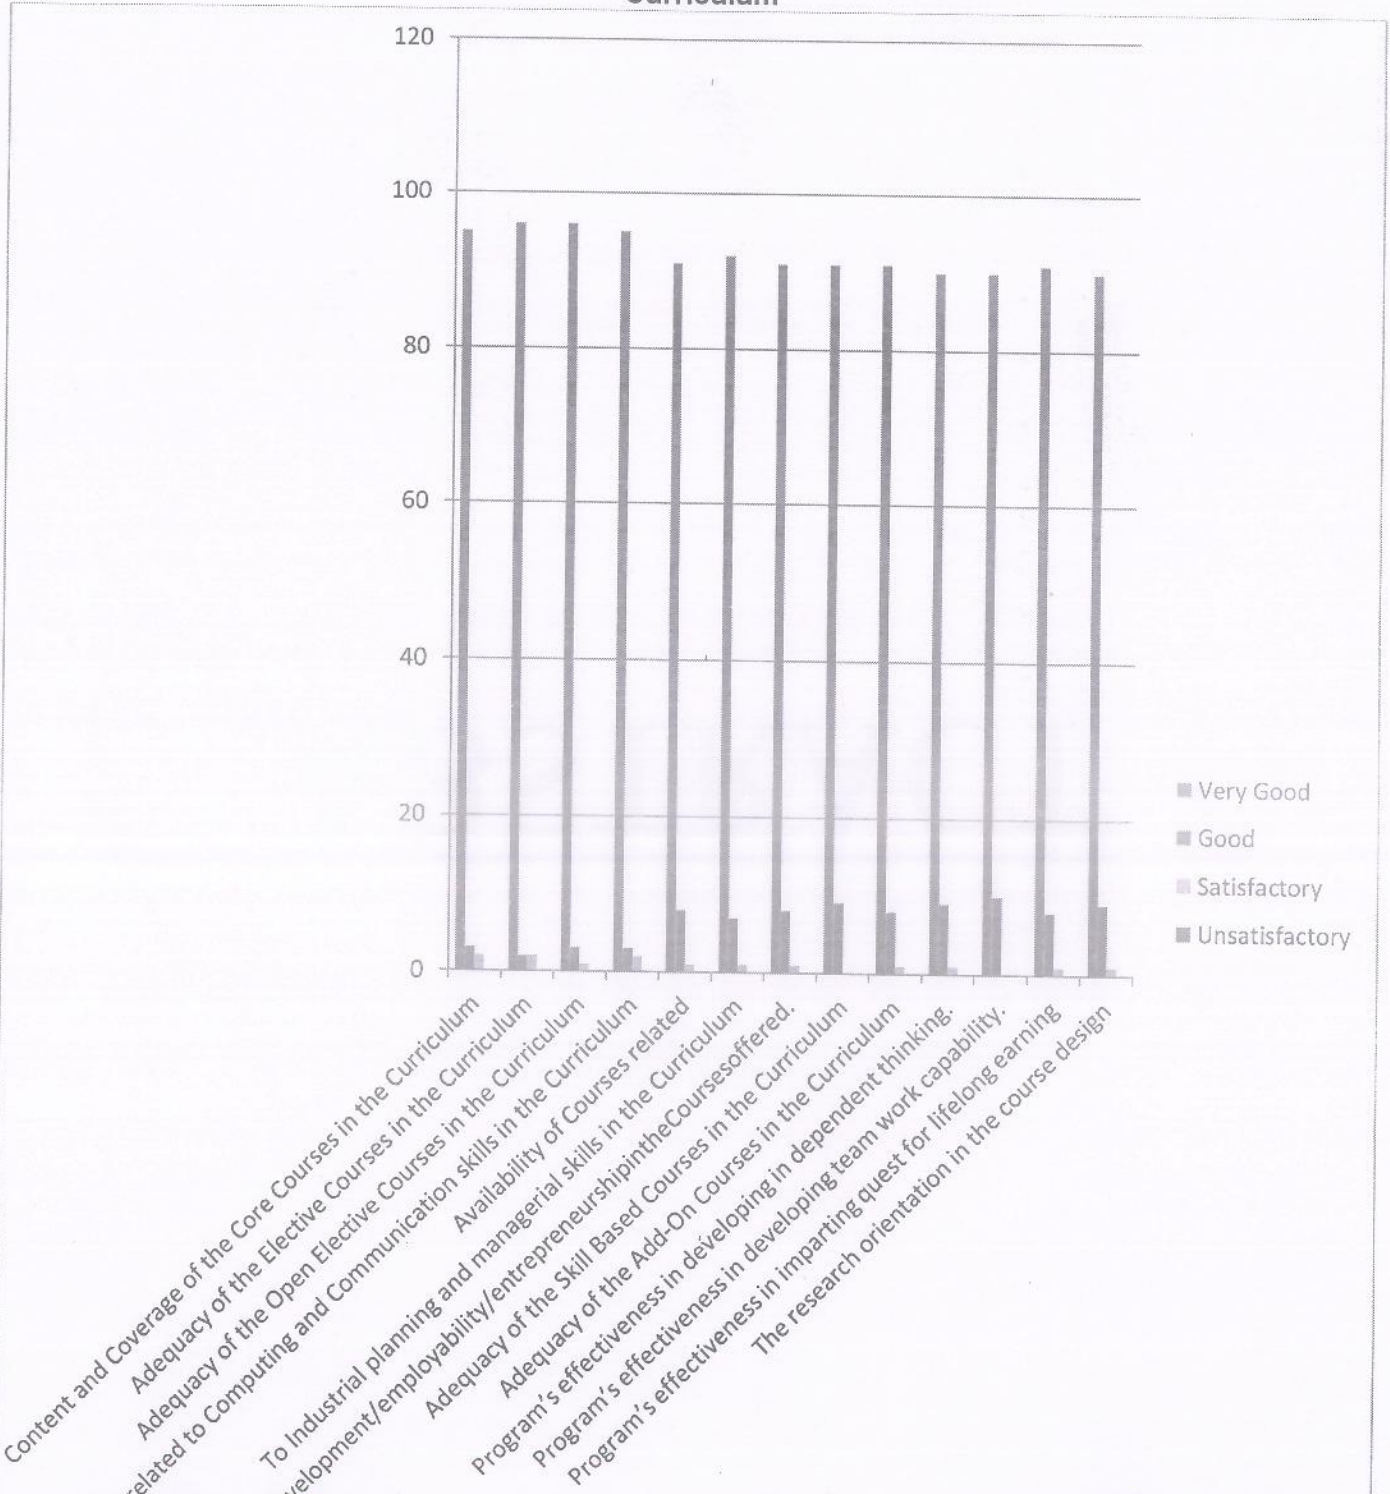 Curriculum
120
100
80
60
40
20
0
Very Good
Good
Satisfactory
Unsatisfactory
Content and Coverage of the Core Courses in the Curriculum
Adequacy of the Elective Courses in the Curriculum
Adequacy of the Open Elective Courses in the Curriculum
related to Computing and Communication skills in the Curriculum
Availability of Courses related
To Industrial planning and managerial skills in the Curriculum
velopment/employability/entrepreneurshipintheCoursesoffered.
Adequacy of the Skill Based Courses in the Curriculum
Adequacy of the Add-On Courses in the Curriculum
Program's effectiveness in developing in dependent thinking.
Program's effectiveness in developing team work capability.
Program's effectiveness in imparting quest for lifelong earning
The research orientation in the course design